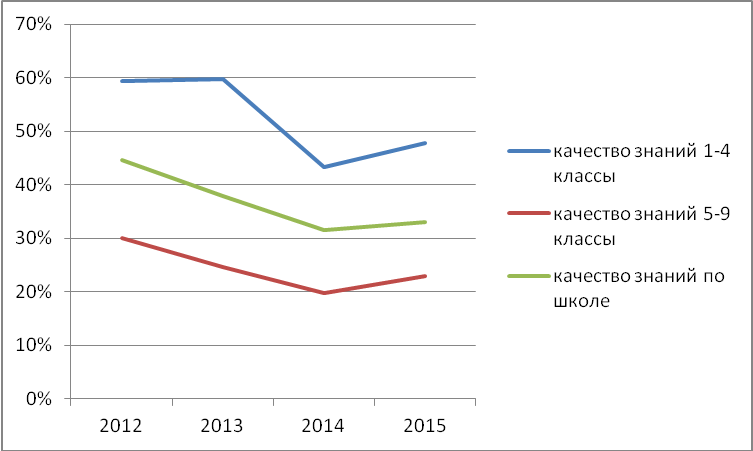 70%
60%
50%
40%
30%
20%
10%
0%
2012 2013 2014 2015
качество знаний 1-4
классы
качество знаний 5-9
классы
качество знаний по
школе